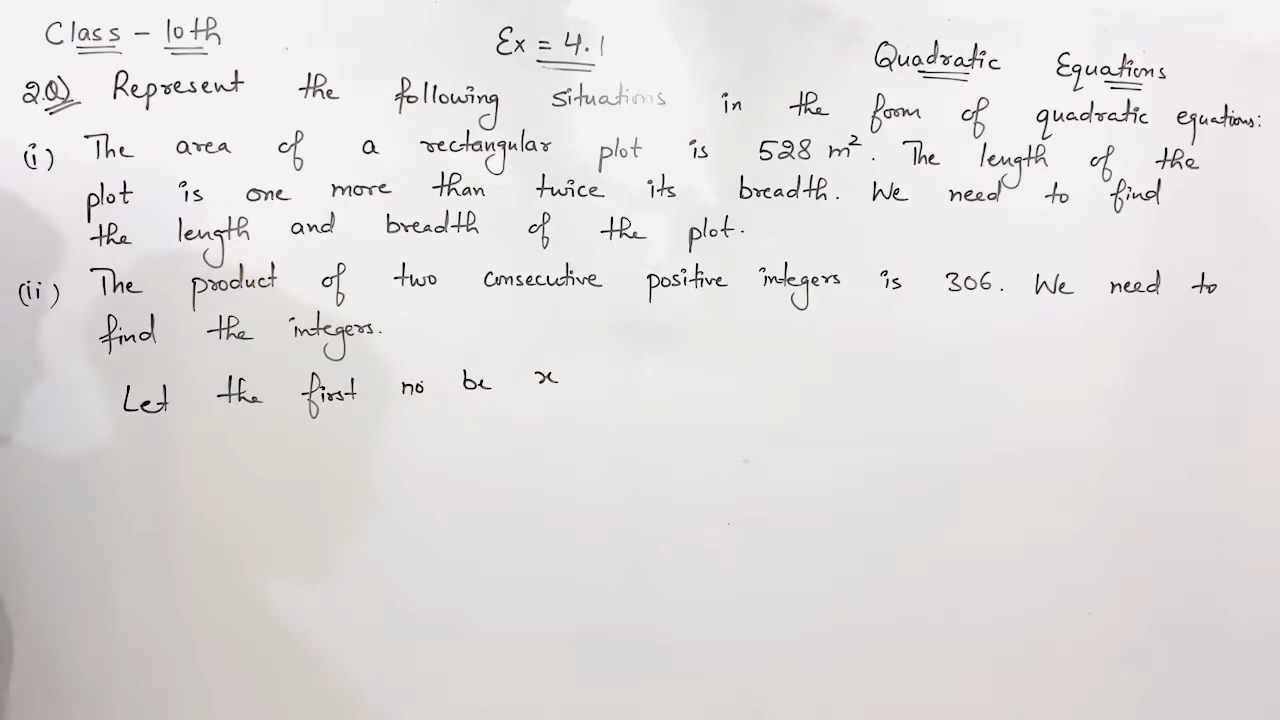 Class - 10th
Ex = 4.1
Quadratic Equations
2Q) Represent the following situations in the form of quadratic equations:
(i) The area of a rectangular plot is 528 m². The length of the
plot is one more than twice its breadth. We need to find
the length and breadth of the plot.
(ii) The product of two consecutive positive integers is 306. We need to
find the integers.
Let the first no be x